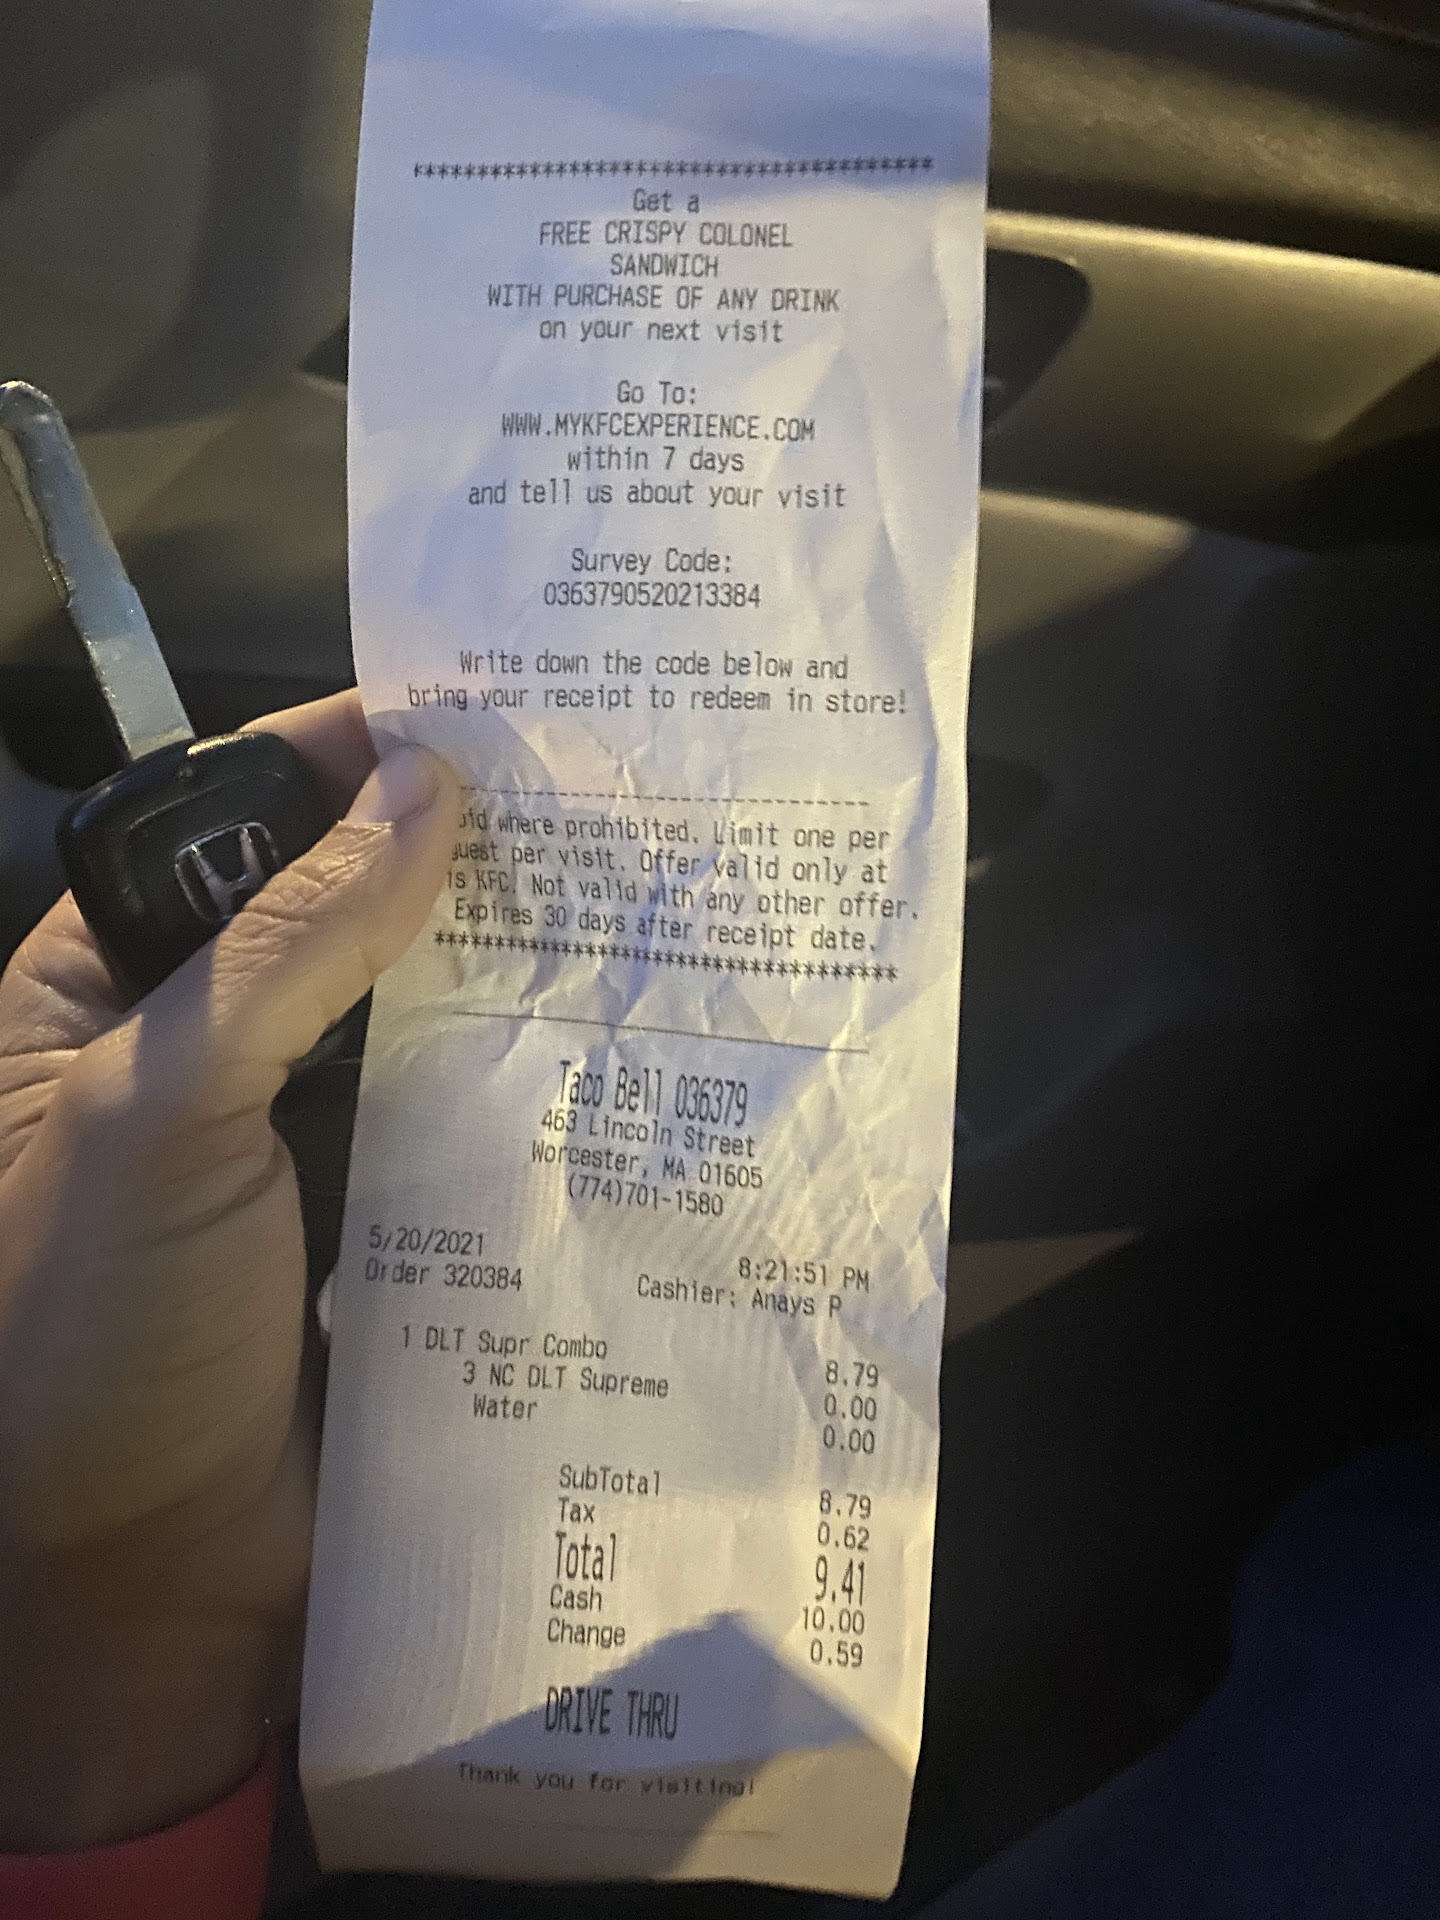 ****************************************
Get a
FREE CRISPY COLONEL
SANDWICH
WITH PURCHASE OF ANY DRINK
on your next visit
Go To:
WWW.MYKFCEXPERIENCE.COM
within 7 days
and tell us about your visit
Survey Code:
0363790520213384
Write down the code below and
bring your receipt to redeem in store!
----------------------------------------
where prohibited. Limit one per
per visit. Offer valid only at
KFC. Not valid with any other offer.
Expires 30 days after receipt date.
****************************************
Taco Bell 036379
463 Lincoln Street
Worcester, MA 01605
(774)701-1580
5/20/2021 8:21:51 PM
Order 320384 Cashier: Anays P
1 DLT Supr Combo 8.79
3 NC DLT Supreme 0.00
Water 0.00
SubTotal 8.79
Tax 0.62
Total 9.41
Cash 10.00
Change 0.59
DRIVE THRU
Thank you for visiting!